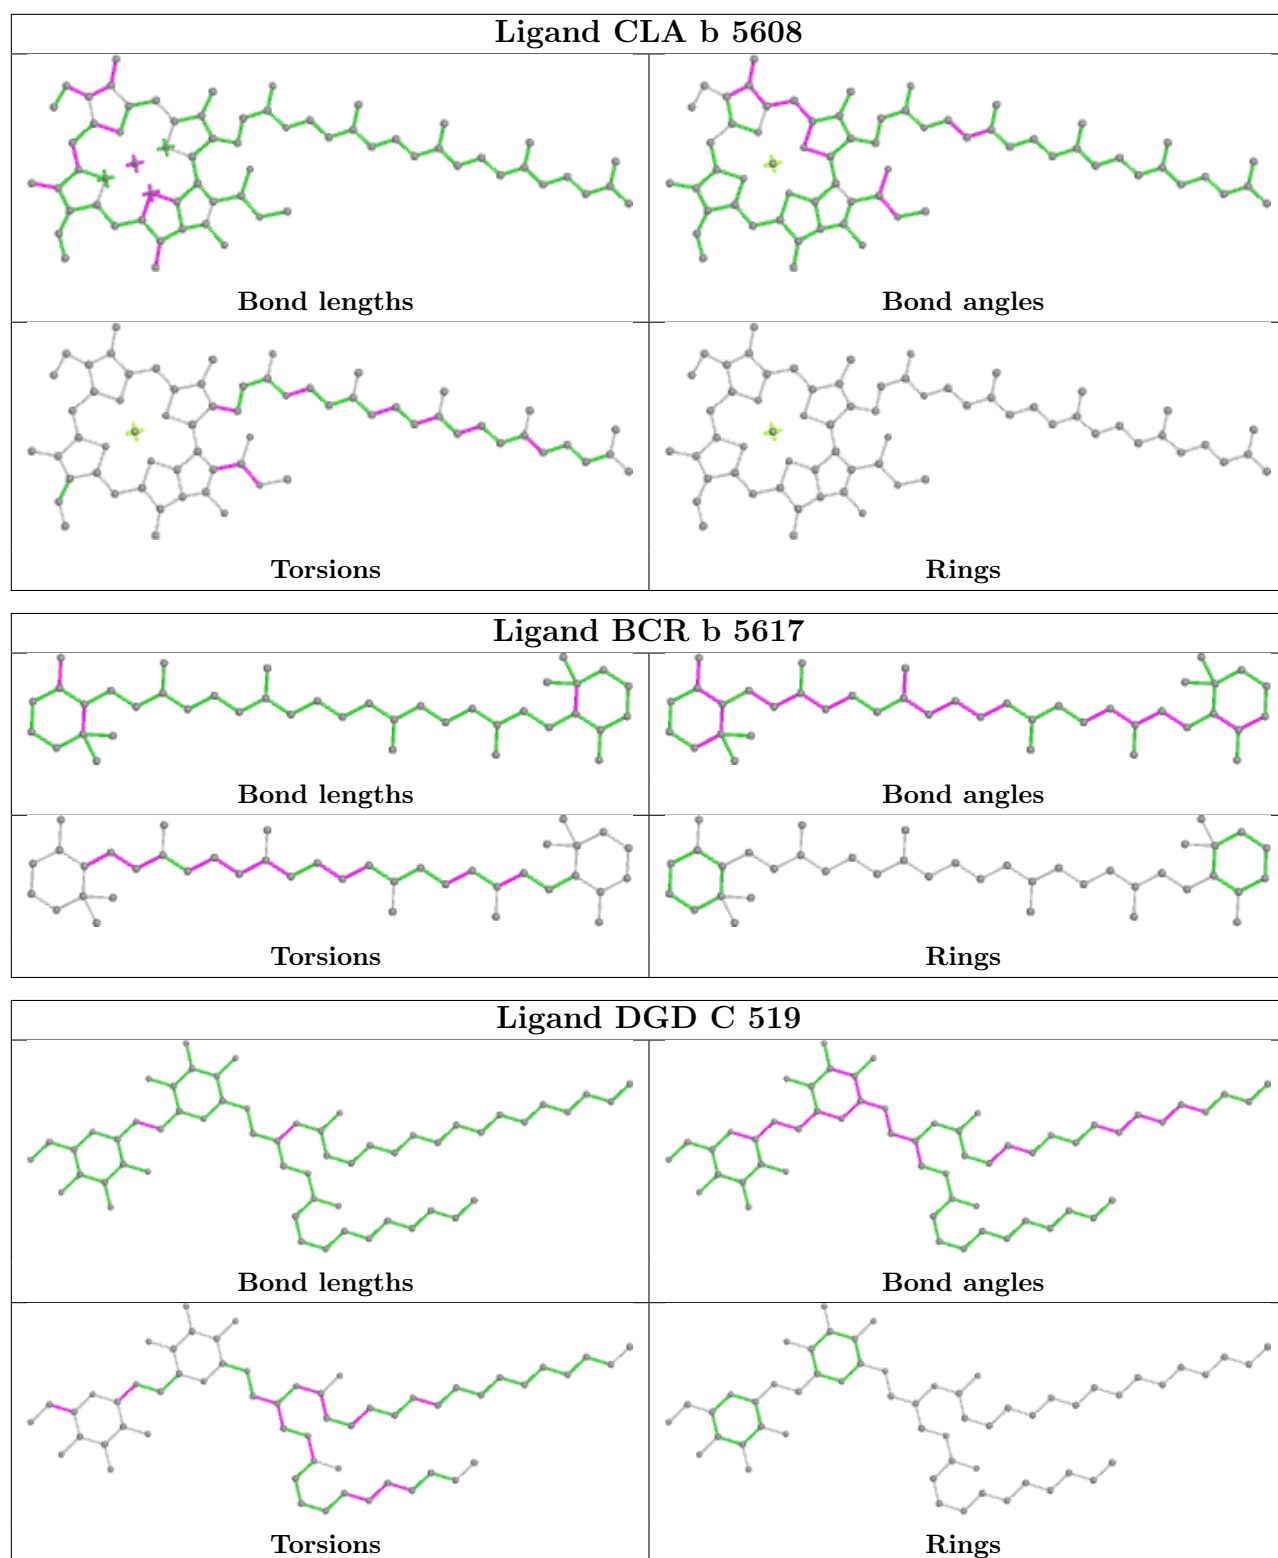 Ligand CLA b 5608
Bond lengths
Bond angles
Torsions
Rings
Ligand BCR b 5617
Bond lengths
Bond angles
Torsions
Rings
Ligand DGD C 519
Bond lengths
Bond angles
Torsions
Rings